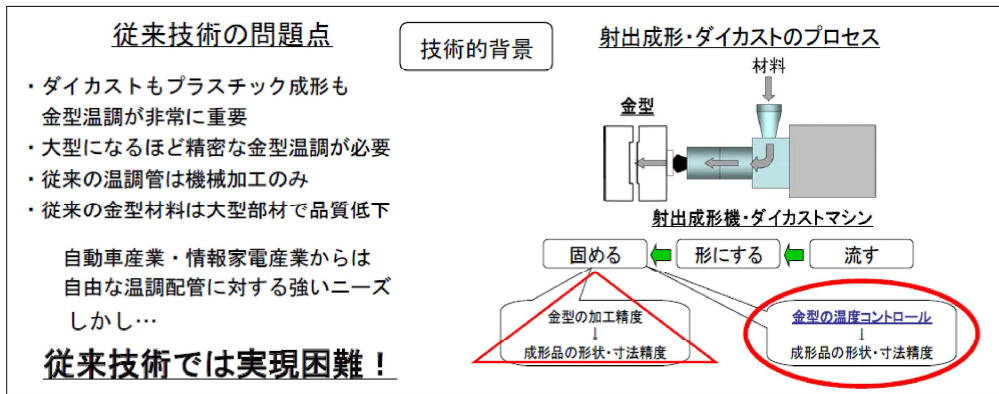 従来技術の問題点
・ダイカストもプラスチック成形も
金型温調が非常に重要
・大型になるほど精密な金型温調が必要
・従来の温調管は機械加工のみ
・従来の金型材料は大型部材で品質低下
自動車産業・情報家電産業からは
自由な温調配管に対する強いニーズ
しかし…
従来技術では実現困難！
技術的背景
射出成形・ダイカストのプロセス
材料
金型
射出成形機・ダイカストマシン
固める
形にする
流す
金型の加工精度
↓
成形品の形状・寸法精度
金型の温度コントロール
↓
成形品の形状・寸法精度